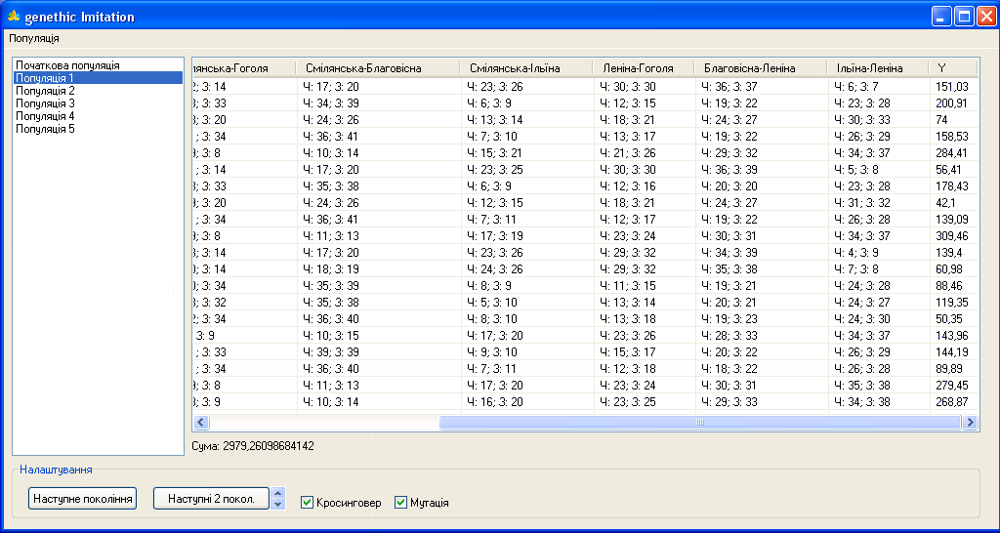 genethic Imitation
Популяція
Початкова популяція
Популяція 1
Популяція 2
Популяція 3
Популяція 4
Популяція 5
лянська-Гоголя Смілянська-Благовісна Смілянська-Ільїна Леніна-Гоголя Благовісна-Леніна Ільїна-Леніна Y
; З: 14 Ч: 17; З: 20 Ч: 23; З: 26 Ч: 30; З: 30 Ч: 36; З: 37 Ч: 6; З: 7 151,03
; З: 33 Ч: 34; З: 39 Ч: 6; З: 9 Ч: 12; З: 15 Ч: 19; З: 22 Ч: 23; З: 28 200,91
; З: 20 Ч: 24; З: 26 Ч: 13; З: 14 Ч: 18; З: 21 Ч: 24; З: 27 Ч: 30; З: 33 74
; З: 34 Ч: 36; З: 41 Ч: 7; З: 10 Ч: 13; З: 17 Ч: 19; З: 22 Ч: 26; З: 29 158,53
; З: 8 Ч: 10; З: 14 Ч: 15; З: 21 Ч: 21; З: 26 Ч: 29; З: 32 Ч: 34; З: 37 284,41
; З: 14 Ч: 17; З: 20 Ч: 23; З: 25 Ч: 30; З: 30 Ч: 36; З: 39 Ч: 5; З: 8 56,41
; З: 33 Ч: 35; З: 38 Ч: 6; З: 9 Ч: 12; З: 16 Ч: 20; З: 20 Ч: 23; З: 28 178,43
; З: 20 Ч: 24; З: 26 Ч: 12; З: 15 Ч: 18; З: 21 Ч: 24; З: 27 Ч: 31; З: 32 42,1
; З: 34 Ч: 36; З: 41 Ч: 7; З: 11 Ч: 12; З: 17 Ч: 19; З: 22 Ч: 26; З: 28 139,09
; З: 8 Ч: 11; З: 13 Ч: 17; З: 19 Ч: 23; З: 24 Ч: 30; З: 31 Ч: 34; З: 37 309,46
; З: 14 Ч: 17; З: 20 Ч: 23; З: 26 Ч: 29; З: 32 Ч: 34; З: 39 Ч: 4; З: 9 139,4
; З: 14 Ч: 18; З: 19 Ч: 24; З: 26 Ч: 29; З: 32 Ч: 35; З: 38 Ч: 7; З: 8 60,98
; З: 34 Ч: 35; З: 39 Ч: 8; З: 9 Ч: 11; З: 15 Ч: 19; З: 21 Ч: 24; З: 28 88,46
; З: 32 Ч: 35; З: 38 Ч: 5; З: 10 Ч: 13; З: 14 Ч: 20; З: 21 Ч: 24; З: 27 119,35
; З: 34 Ч: 36; З: 40 Ч: 8; З: 10 Ч: 13; З: 18 Ч: 19; З: 23 Ч: 24; З: 30 50,35
З: 9 Ч: 10; З: 15 Ч: 17; З: 20 Ч: 23; З: 26 Ч: 28; З: 33 Ч: 34; З: 37 143,96
; З: 33 Ч: 39; З: 39 Ч: 9; З: 10 Ч: 15; З: 17 Ч: 20; З: 22 Ч: 26; З: 29 144,19
; З: 34 Ч: 36; З: 40 Ч: 7; З: 11 Ч: 12; З: 18 Ч: 18; З: 22 Ч: 26; З: 28 89,89
; З: 8 Ч: 11; З: 13 Ч: 17; З: 20 Ч: 23; З: 24 Ч: 30; З: 31 Ч: 35; З: 38 279,45
; З: 9 Ч: 10; З: 14 Ч: 16; З: 20 Ч: 23; З: 25 Ч: 29; З: 33 Ч: 34; З: 38 268,87
Сума: 2979,26098684142
Налаштування
Наступне покоління Наступні 2 покол. Кросинговер Мутація